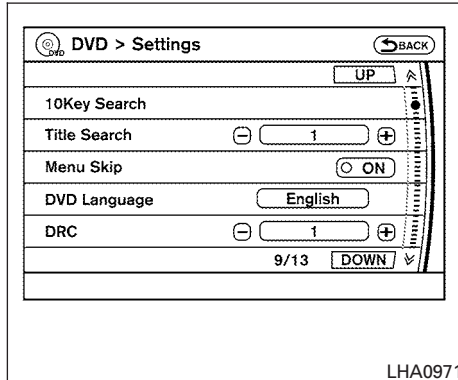 DVD DVD > Settings BACK
UP
10Key Search
Title Search 1
Menu Skip ON
DVD Language English
DRC 1
9/13 DOWN
LHA0971